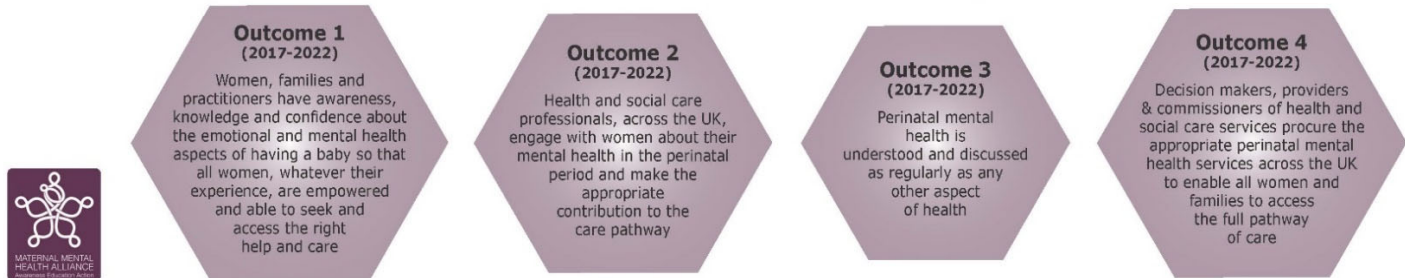 Outcome 1
(2017-2022)
Women, families and
practitioners have awareness,
knowledge and confidence about
the emotional and mental health
aspects of having a baby so that
all women, whatever their
experience, are empowered
and able to seek and
access the right
help and care
Outcome 2
(2017-2022)
Health and social care
professionals, across the UK,
engage with women about their
mental health in the perinatal
period and make the
appropriate
contribution to the
care pathway
Outcome 3
(2017-2022)
Perinatal mental
health is
understood and discussed
as regularly as any
other aspect
of health
Outcome 4
(2017-2022)
Decision makers, providers
& commissioners of health and
social care services procure the
appropriate perinatal mental
health services across the UK
to enable all women and
families to access
the full pathway
of care
MATERNAL MENTAL
HEALTH ALLIANCE
Awareness Education Action